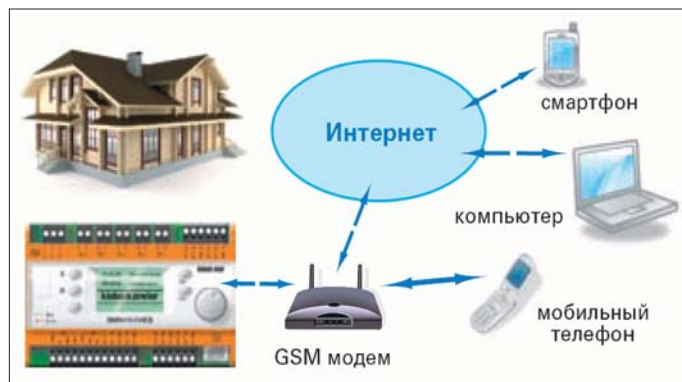 смартфон
Интернет
компьютер
мобильный
телефон
GSM модем